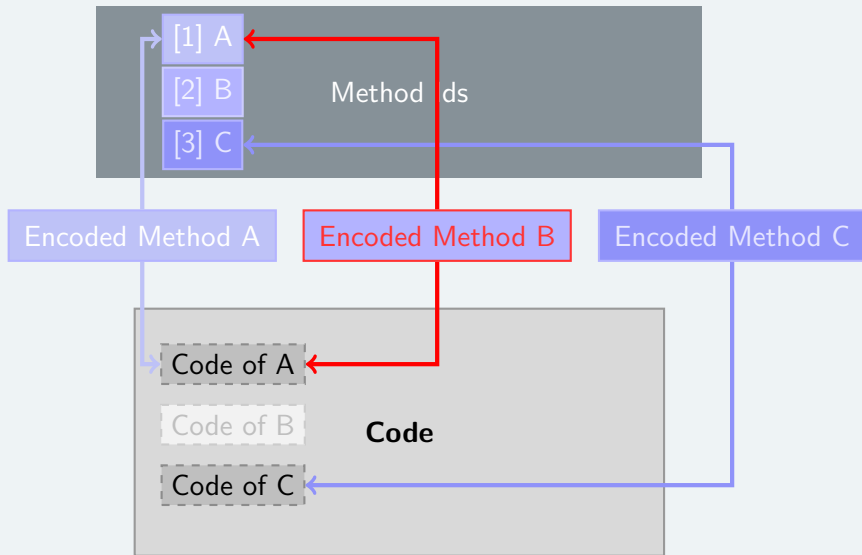 [1] A
[2] B
Method ds
[3] C
Encoded Method A
Encoded Method B
Encoded Method C
Code of A
Code of B
Code
Code of C